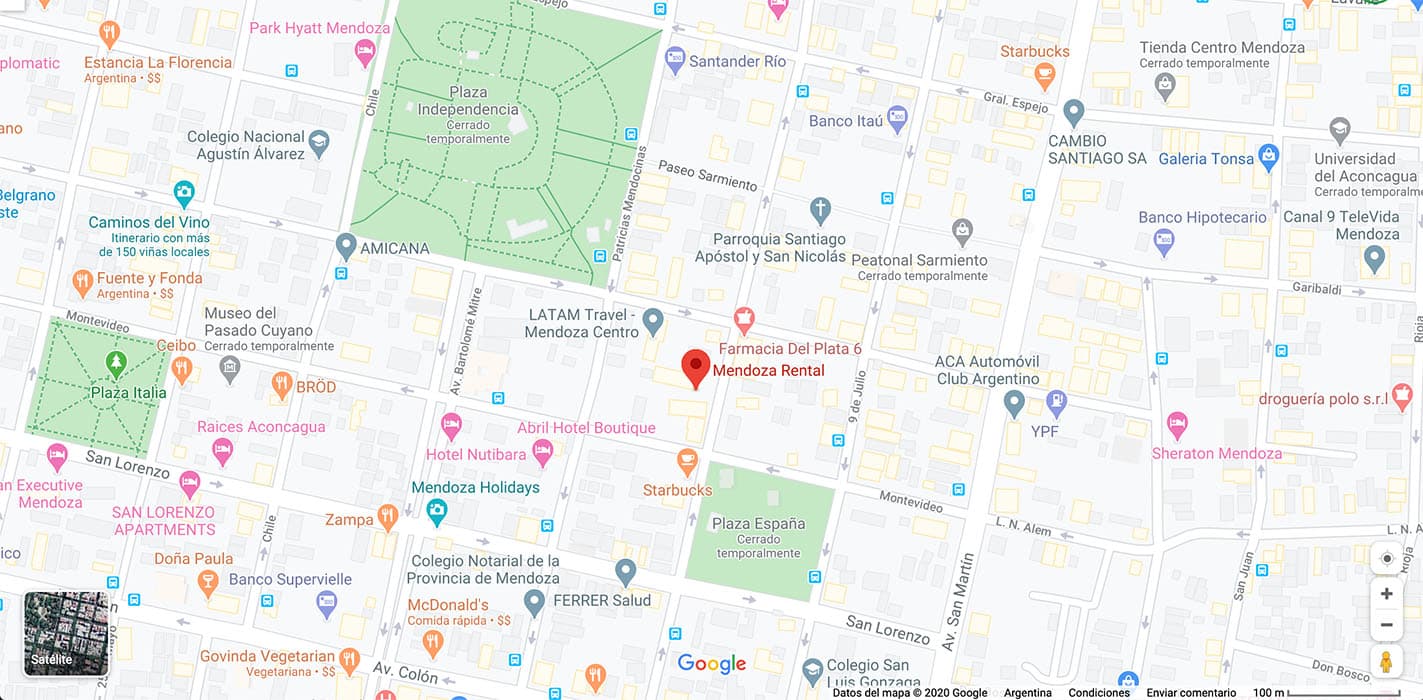 Park Hyatt Mendoza
plomatic
Estancia La Florencia
Argentina • $$
Santander Río
Starbucks
Tienda Centro Mendoza
Cerrado temporalmente
Plaza
Independencia
Cerrado
temporalmente
Chile
Gral. Espejo
Banco Itaú
CAMBIO
SANTIAGO SA
Galeria Tonsa
Universidad
del Aconcagua
Cerrado temporalme
Colegio Nacional
Agustín Álvarez
ano
Paseo Sarmiento
Patricias Mendocinas
Belgrano
ste
Caminos del Vino
Itinerario con más
de 150 viñas locales
AMICANA
Parroquia Santiago
Apóstol y San Nicolás
Peatonal Sarmiento
Cerrado temporalmente
Banco Hipotecario
Canal 9 TeleVida
Mendoza
Fuente y Fonda
Argentina • $$
Garibaldi
Montevideo
Museo del
Pasado Cuyano
Cerrado temporalmente
Av. Bartolomé Mitre
LATAM Travel -
Mendoza Centro
Farmacia Del Plata 6
Mendoza Rental
Rioja
Ceibo
Plaza Italia
BRÖD
ACA Automóvil
Club Argentino
YPF
9 de Julio
droguería polo s.r.l
Raices Aconcagua
Abril Hotel Boutique
Hotel Nutibara
Sheraton Mendoza
San Lorenzo
an Executive
Mendoza
SAN LORENZO
APARTMENTS
Mendoza Holidays
Starbucks
Montevideo
Zampa
Chile
Plaza España
Cerrado
temporalmente
L. N. Alem
L. N. A
ico
Doña Paula
Banco Supervielle
Colegio Notarial de la
Provincia de Mendoza
FERRER Salud
McDonald's
Comida rápida • $$
San Lorenzo
Av. San Martín
San Juan
Rioja
Satélite
Govinda Vegetarian
Vegetariana • $$
Av. Colón
Google
Colegio San
Luis Gonzaga
Don Bosco
Datos del mapa © 2020 Google
Argentina
Condiciones
Enviar comentario
100 m